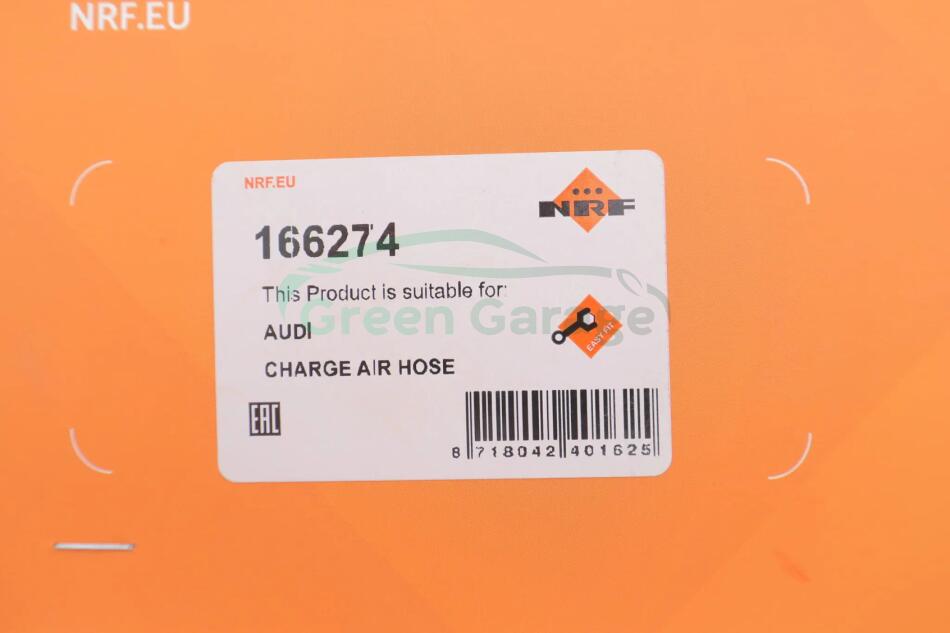 NRF.EU
NRF.EU
NRF
166274
This Product is suitable for:
Green Garage
AUDI
EASY FIT
CHARGE AIR HOSE
EAC
8 718042 401625